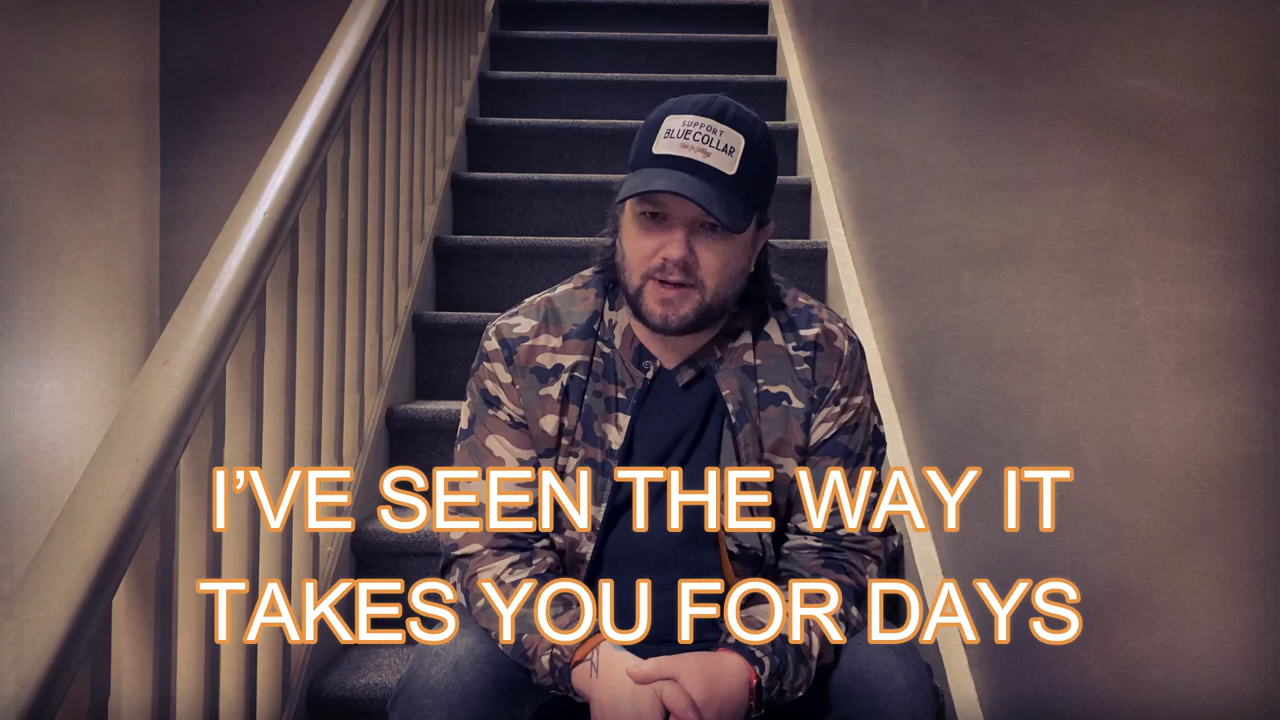 SUPPORT
BLUE COLLAR
I'VE SEEN THE WAY IT
TAKES YOU FOR DAYS